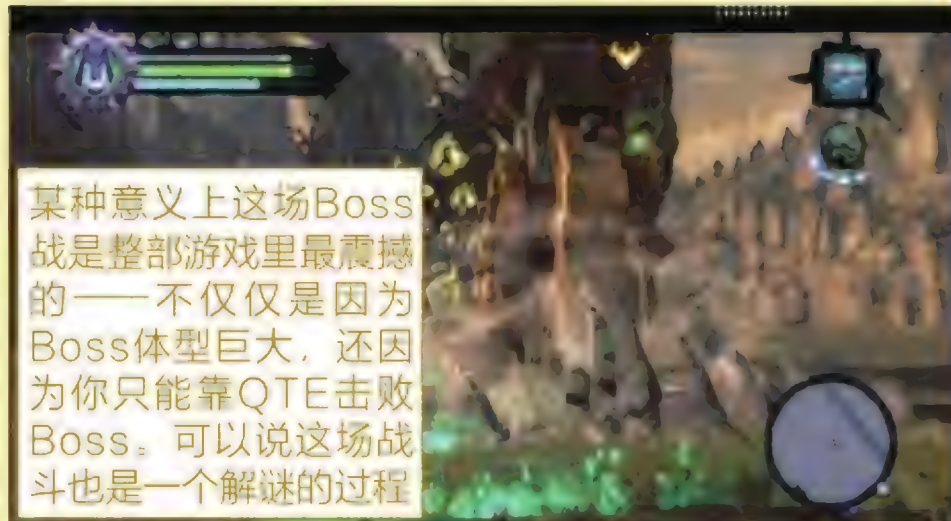 某种意义上这场Boss
战是整部游戏里最震撼
的——不仅仅是因为
Boss体型巨大，还因
为你只能靠QTE击败
Boss。可以说这场战
斗也是一个解谜的过程